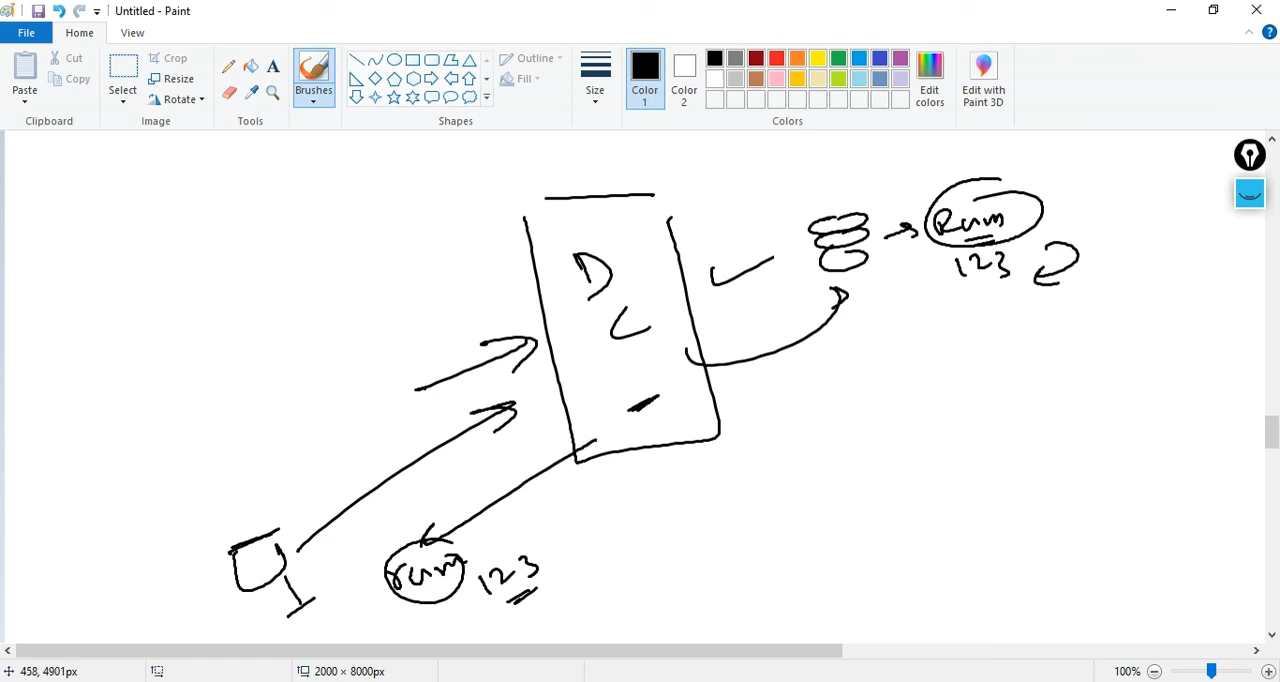 Untitled - Paint
File Home View
Paste
Cut
Copy
Clipboard
Select
Crop
Resize
Rotate
Image
A
Tools
Brushes
Shapes
Outline
Fill
Size
Color 1
Color 2
Edit colors
Colors
Edit with Paint 3D
D
C
Ram
123
ram 123
458, 4901px
2000 × 8000px
100%